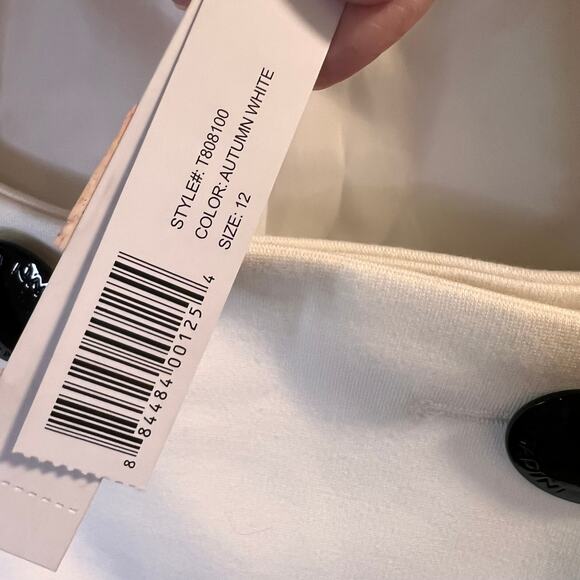 STYLE#: T808100
COLOR: AUTUMN WHITE
SIZE: 12
8 84484 00125 4